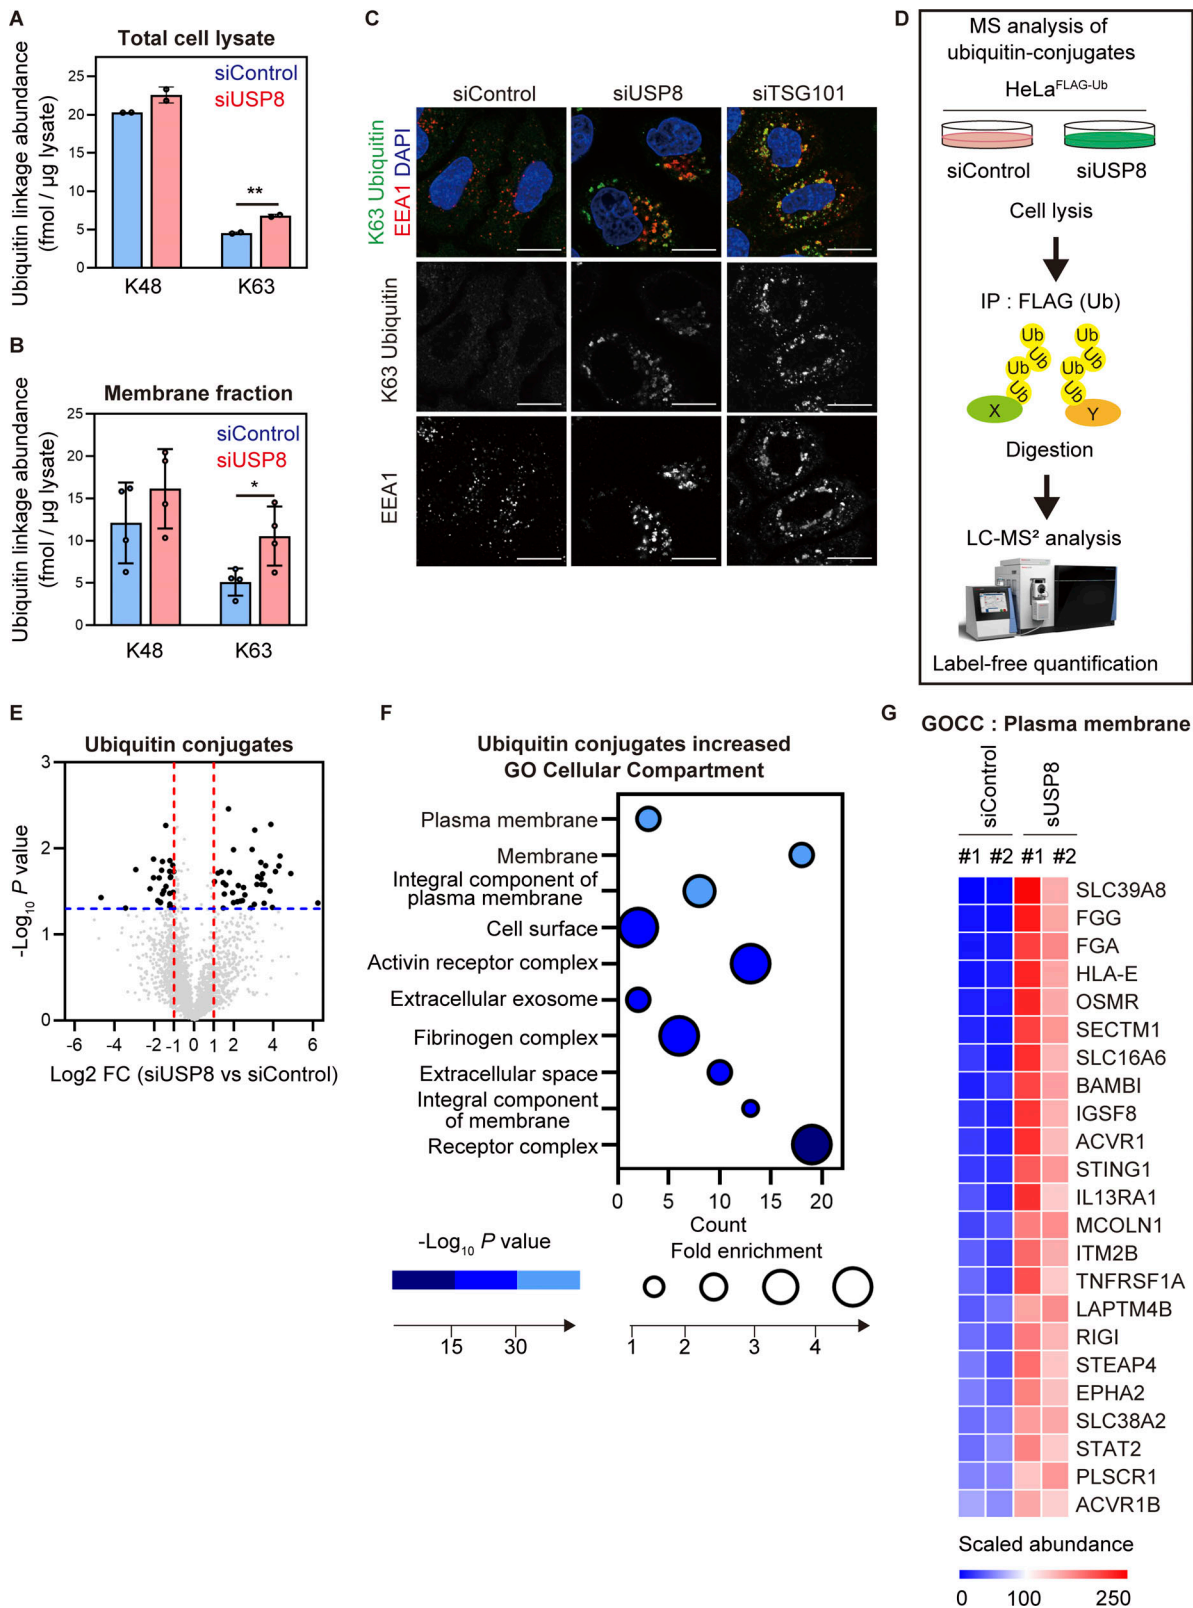 A
Total cell lysate
Ubiquitin linkage abundance
(fmol / µg lysate)
25
20
15
10
5
0
siControl
siUSP8
**
K48
K63
B
Membrane fraction
Ubiquitin linkage abundance
(fmol / µg lysate)
25
20
15
10
5
0
siControl
siUSP8
*
K48
K63
C
siControl
siUSP8
siTSG101
K63 Ubiquitin
EEA1 DAPI
K63 Ubiquitin
EEA1
D
MS analysis of
ubiquitin-conjugates
HeLa^FLAG-Ub
siControl
siUSP8
Cell lysis
IP : FLAG (Ub)
Ub
Ub
Ub
Ub
X
Ub
Ub
Ub
Ub
Y
Digestion
LC-MS² analysis
Label-free quantification
E
Ubiquitin conjugates
-Log₁₀ P value
3
2
1
0
-6
-4
-2
-1
0
1
2
4
6
Log2 FC (siUSP8 vs siControl)
F
Ubiquitin conjugates increased
GO Cellular Compartment
Plasma membrane
Membrane
Integral component of
plasma membrane
Cell surface
Activin receptor complex
Extracellular exosome
Fibrinogen complex
Extracellular space
Integral component
of membrane
Receptor complex
0
5
10
15
20
Count
-Log₁₀ P value
15
30
Fold enrichment
1
2
3
4
G
GOCC : Plasma membrane
siControl
sUSP8
#1 #2 #1 #2
SLC39A8
FGG
FGA
HLA-E
OSMR
SECTM1
SLC16A6
BAMBI
IGSF8
ACVR1
STING1
IL13RA1
MCOLN1
ITM2B
TNFRSF1A
LAPTM4B
RIGI
STEAP4
EPHA2
SLC38A2
STAT2
PLSCR1
ACVR1B
Scaled abundance
0
100
250